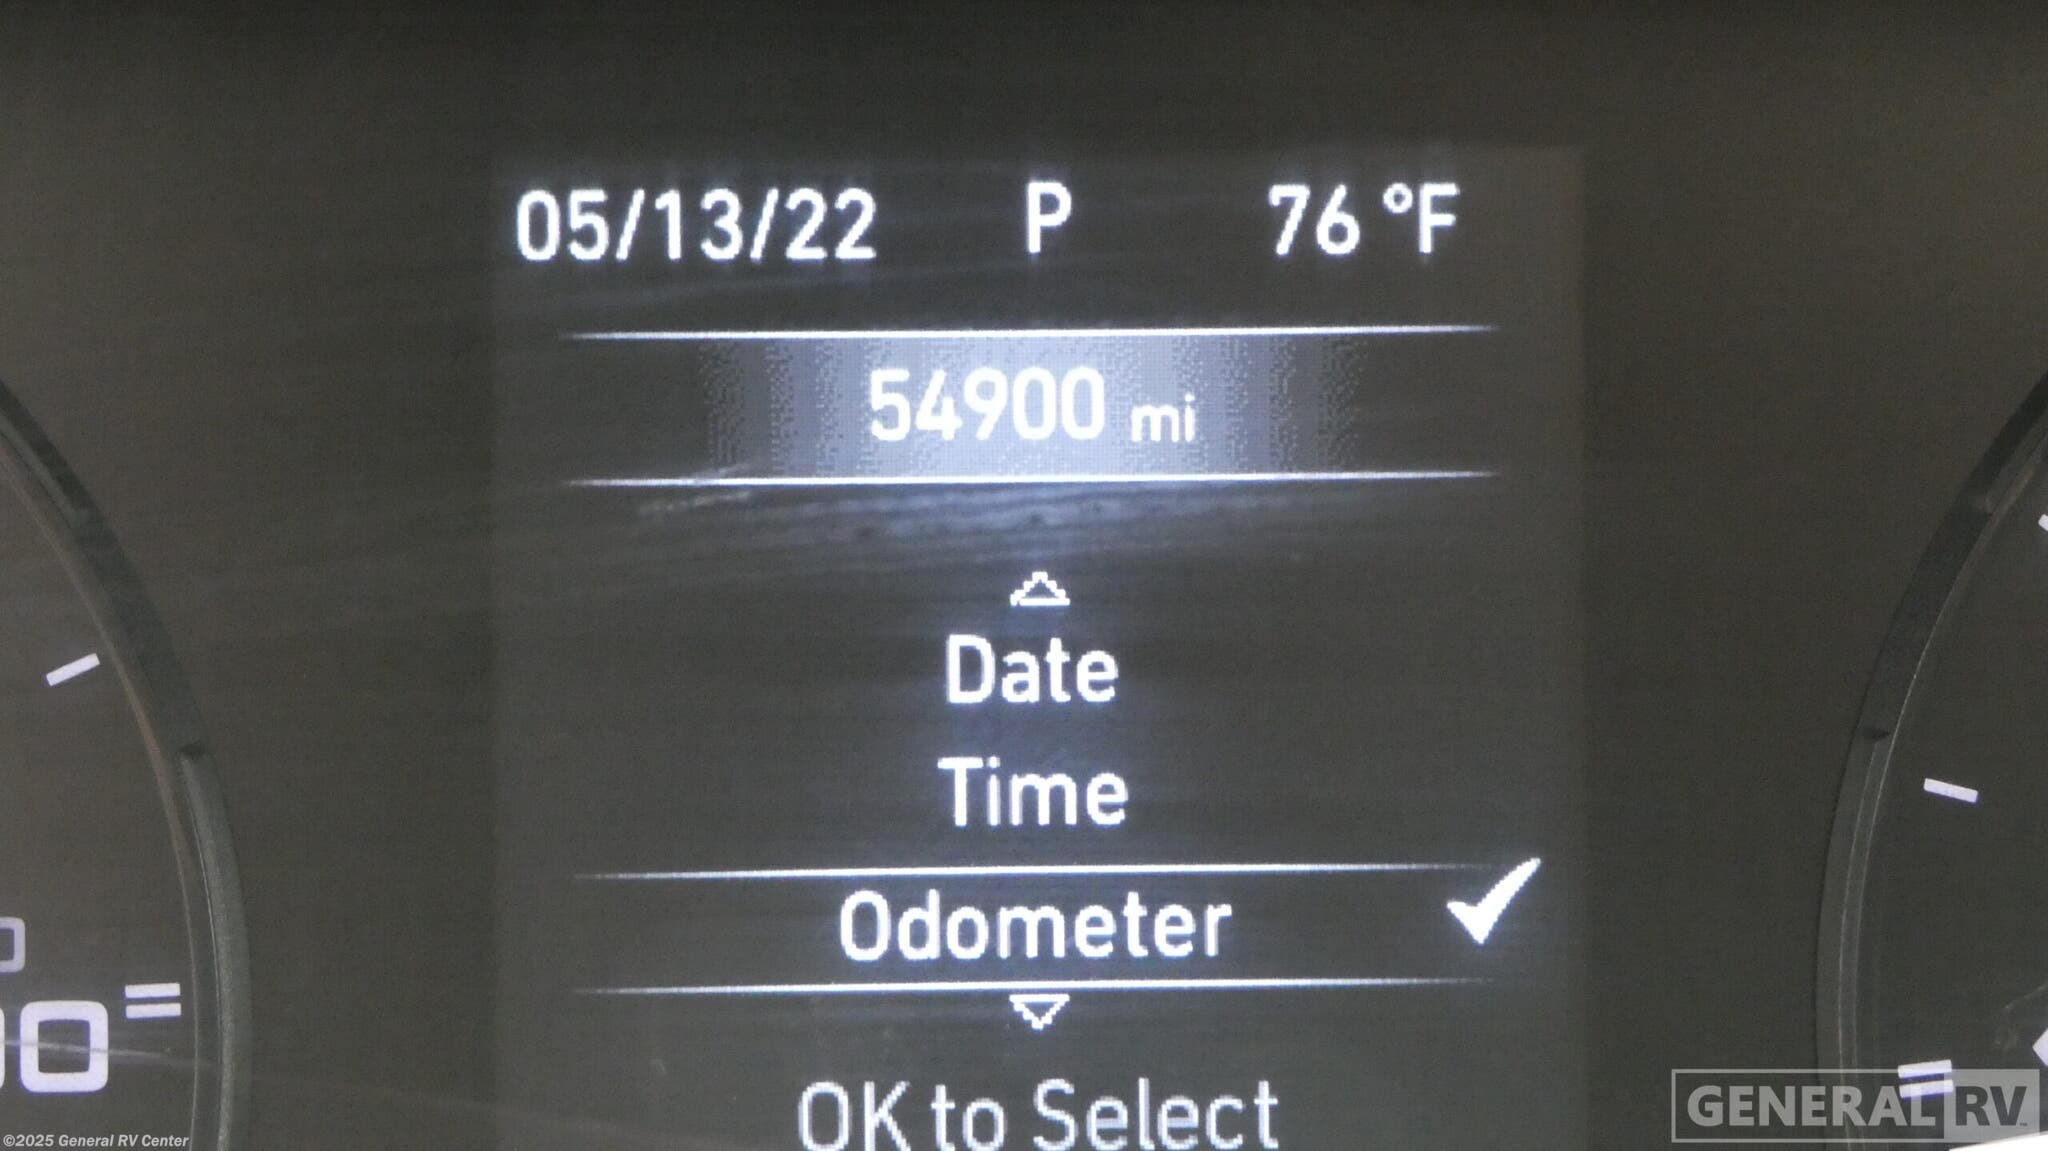 05/13/22 P 76 °F
54900 mi
Date
Time
Odometer
OK to Select
GENERAL RV
©2025 General RV Center